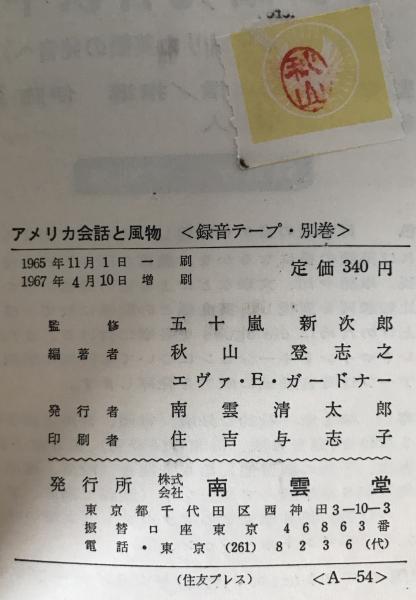 秋山
アメリカ会話と風物 <録音テープ・別巻>
1965年11月1日 一刷
1967年4月10日 増刷
定価 340円
監修 五十嵐新次郎
編著者 秋山登志之
エヴァ・E・ガードナー
発行者 南雲清太郎
印刷者 住吉与志子
発行所 株式会社 南雲堂
東京都千代田区西神田3-10-3
振替口座東京46863番
電話・東京(261)8236(代)
(住友プレス) <A-54>